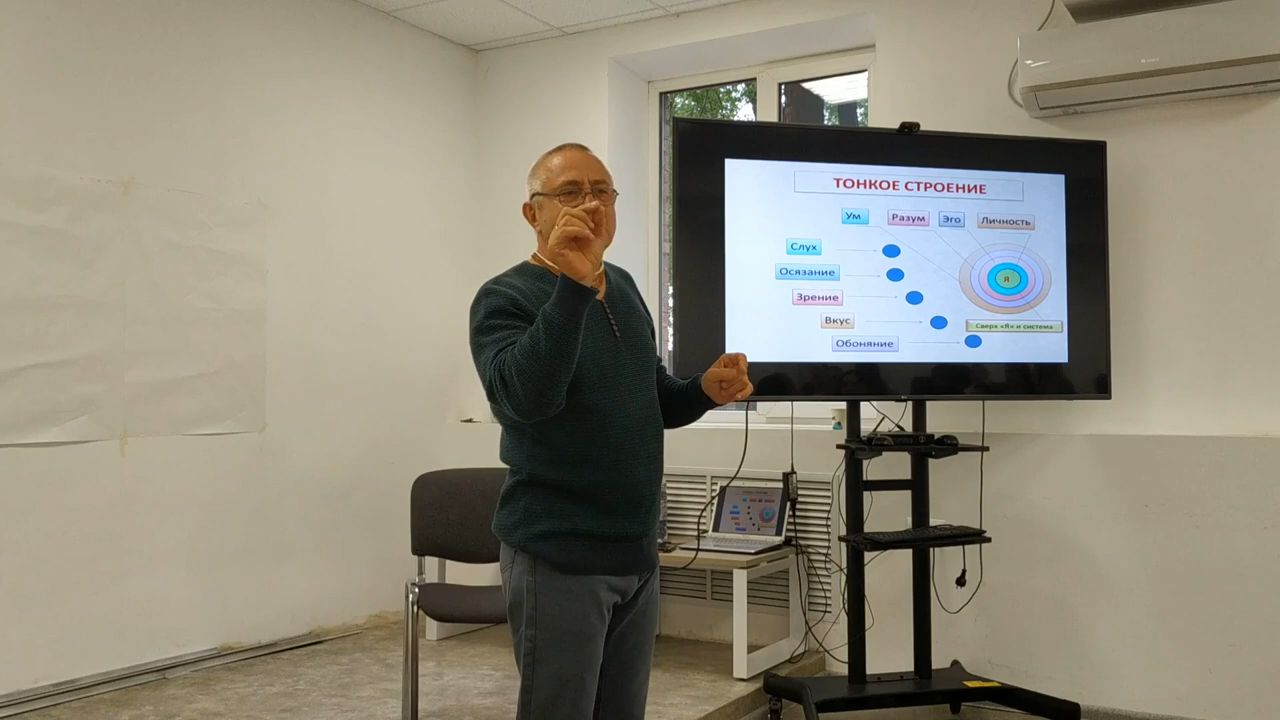 ТОНКОЕ СТРОЕНИЕ
Ум
Разум
Эго
Личность
Слух
Осязание
Зрение
Вкус
Обоняние
Я
Сверх «Я» и система